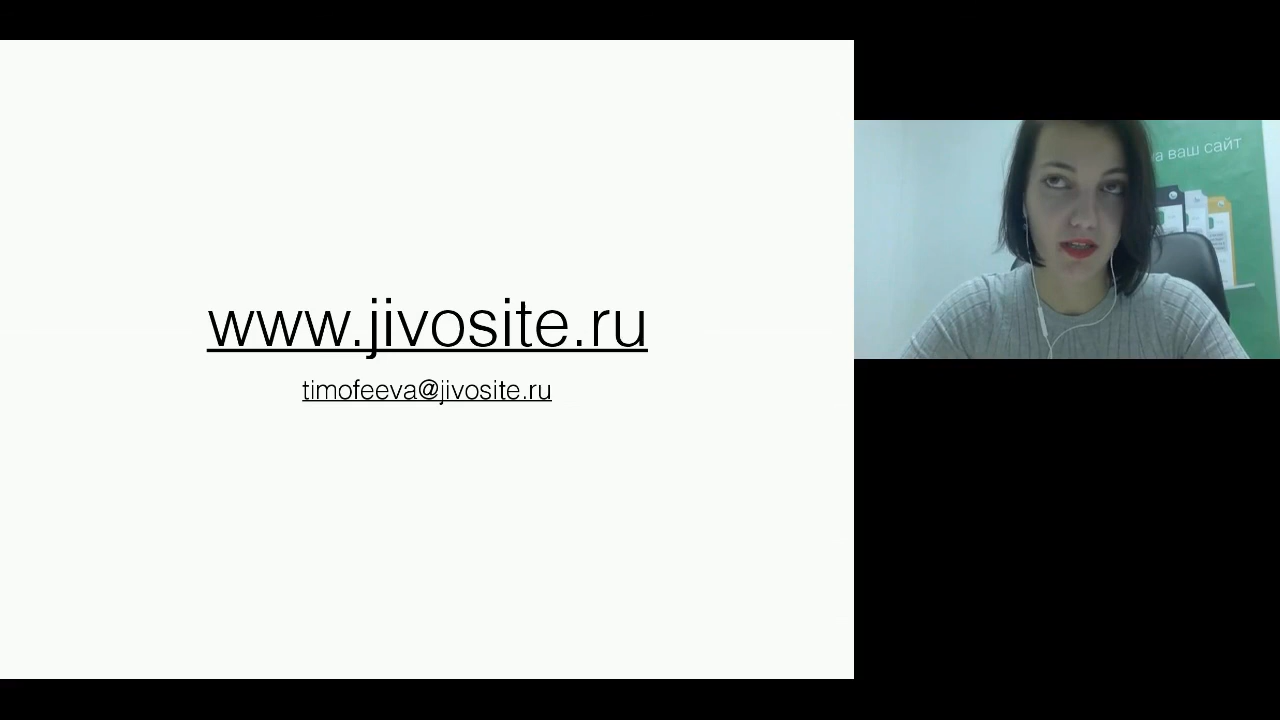 www.jivosite.ru
timofeeva@jivosite.ru
ваш сайт